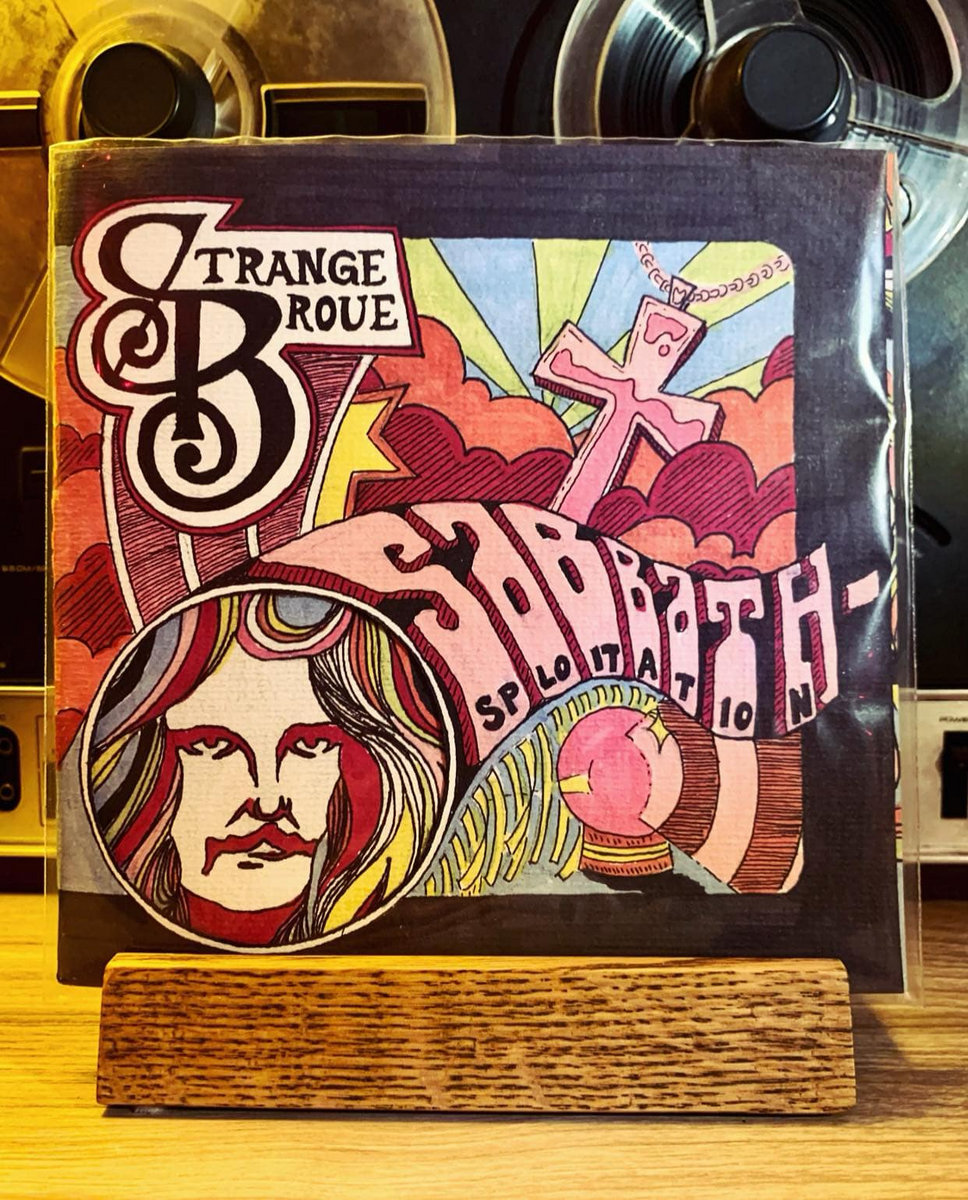 STRANGE
BROUE
SABBATH-
SPLOITATION